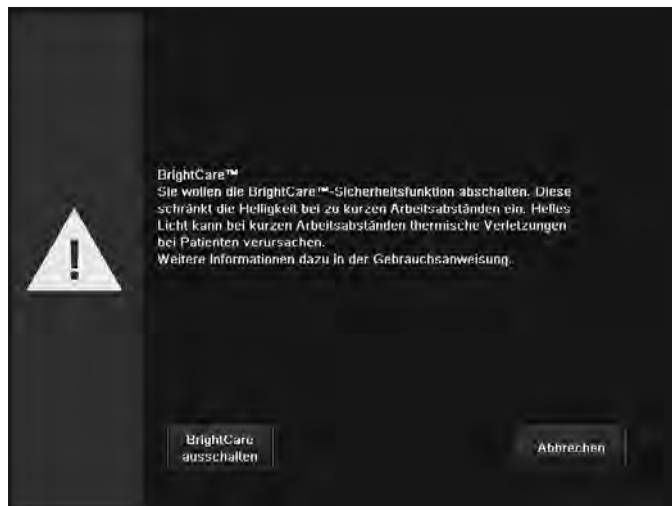 BrightCare™
Sie wollen die BrightCare™-Sicherheitsfunktion abschalten. Diese
schränkt die Helligkeit bei zu kurzen Arbeitsabständen ein. Helles
Licht kann bei kurzen Arbeitsabständen thermische Verletzungen
bei Patienten verursachen.
Weitere Informationen dazu in der Gebrauchsanweisung.
!
BrightCare
ausschalten
Abbrechen